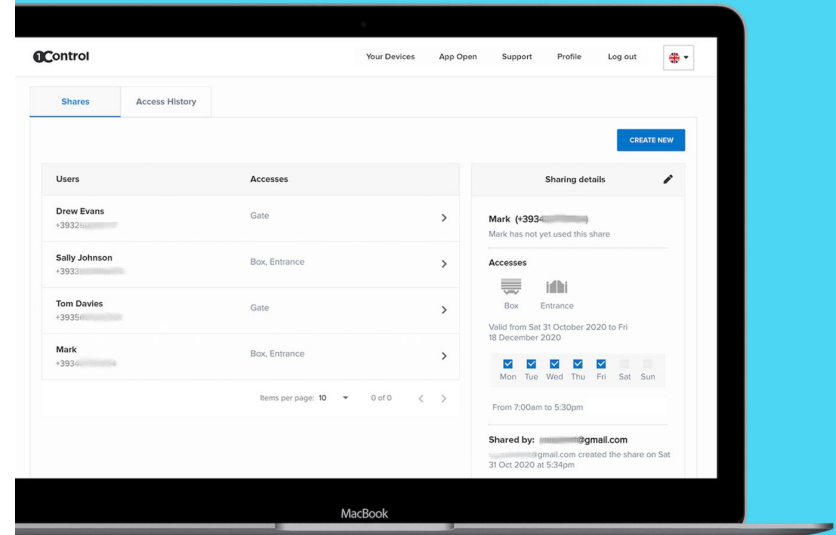 1Control
Your Devices App Open Support Profile Log out
Shares Access History
CREATE NEW
Users Accesses
Drew Evans Gate
+3932
Sally Johnson Box, Entrance
+3933
Tom Davies Gate
+3935
Mark Box, Entrance
+393
Items per page: 10 0 of 0
Sharing details
Mark (+393
Mark has not yet used this share
Accesses
Box Entrance
Valid from Sat 31 October 2020 to Fri
18 December 2020
Mon Tue Wed Thu Fri Sat Sun
From 7:00am to 5:30pm
Shared by: @gmail.com
@gmail.com created the share on Sat
31 Oct 2020 at 5:34pm
MacBook